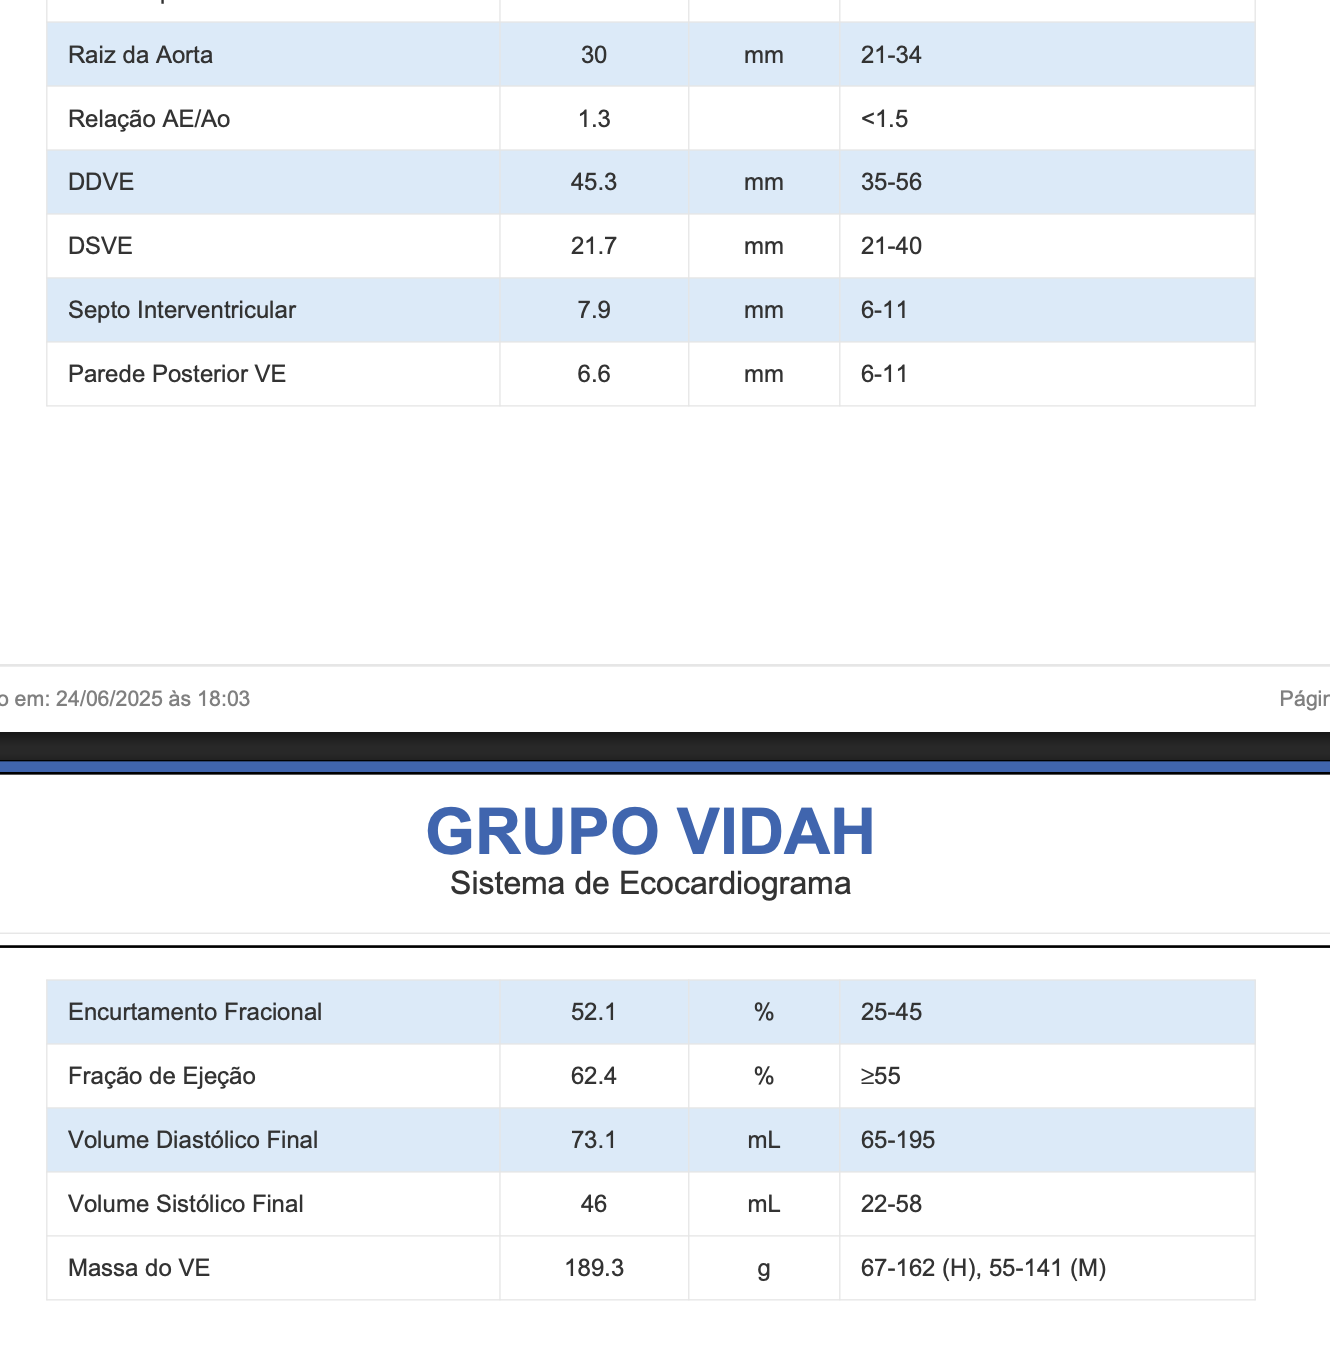 Raiz da Aorta 30 mm 21-34
Relação AE/Ao 1.3 <1.5
DDVE 45.3 mm 35-56
DSVE 21.7 mm 21-40
Septo Interventricular 7.9 mm 6-11
Parede Posterior VE 6.6 mm 6-11
o em: 24/06/2025 às 18:03 Págin
GRUPO VIDAH
Sistema de Ecocardiograma
Encurtamento Fracional 52.1 % 25-45
Fração de Ejeção 62.4 % ≥55
Volume Diastólico Final 73.1 mL 65-195
Volume Sistólico Final 46 mL 22-58
Massa do VE 189.3 g 67-162 (H), 55-141 (M)